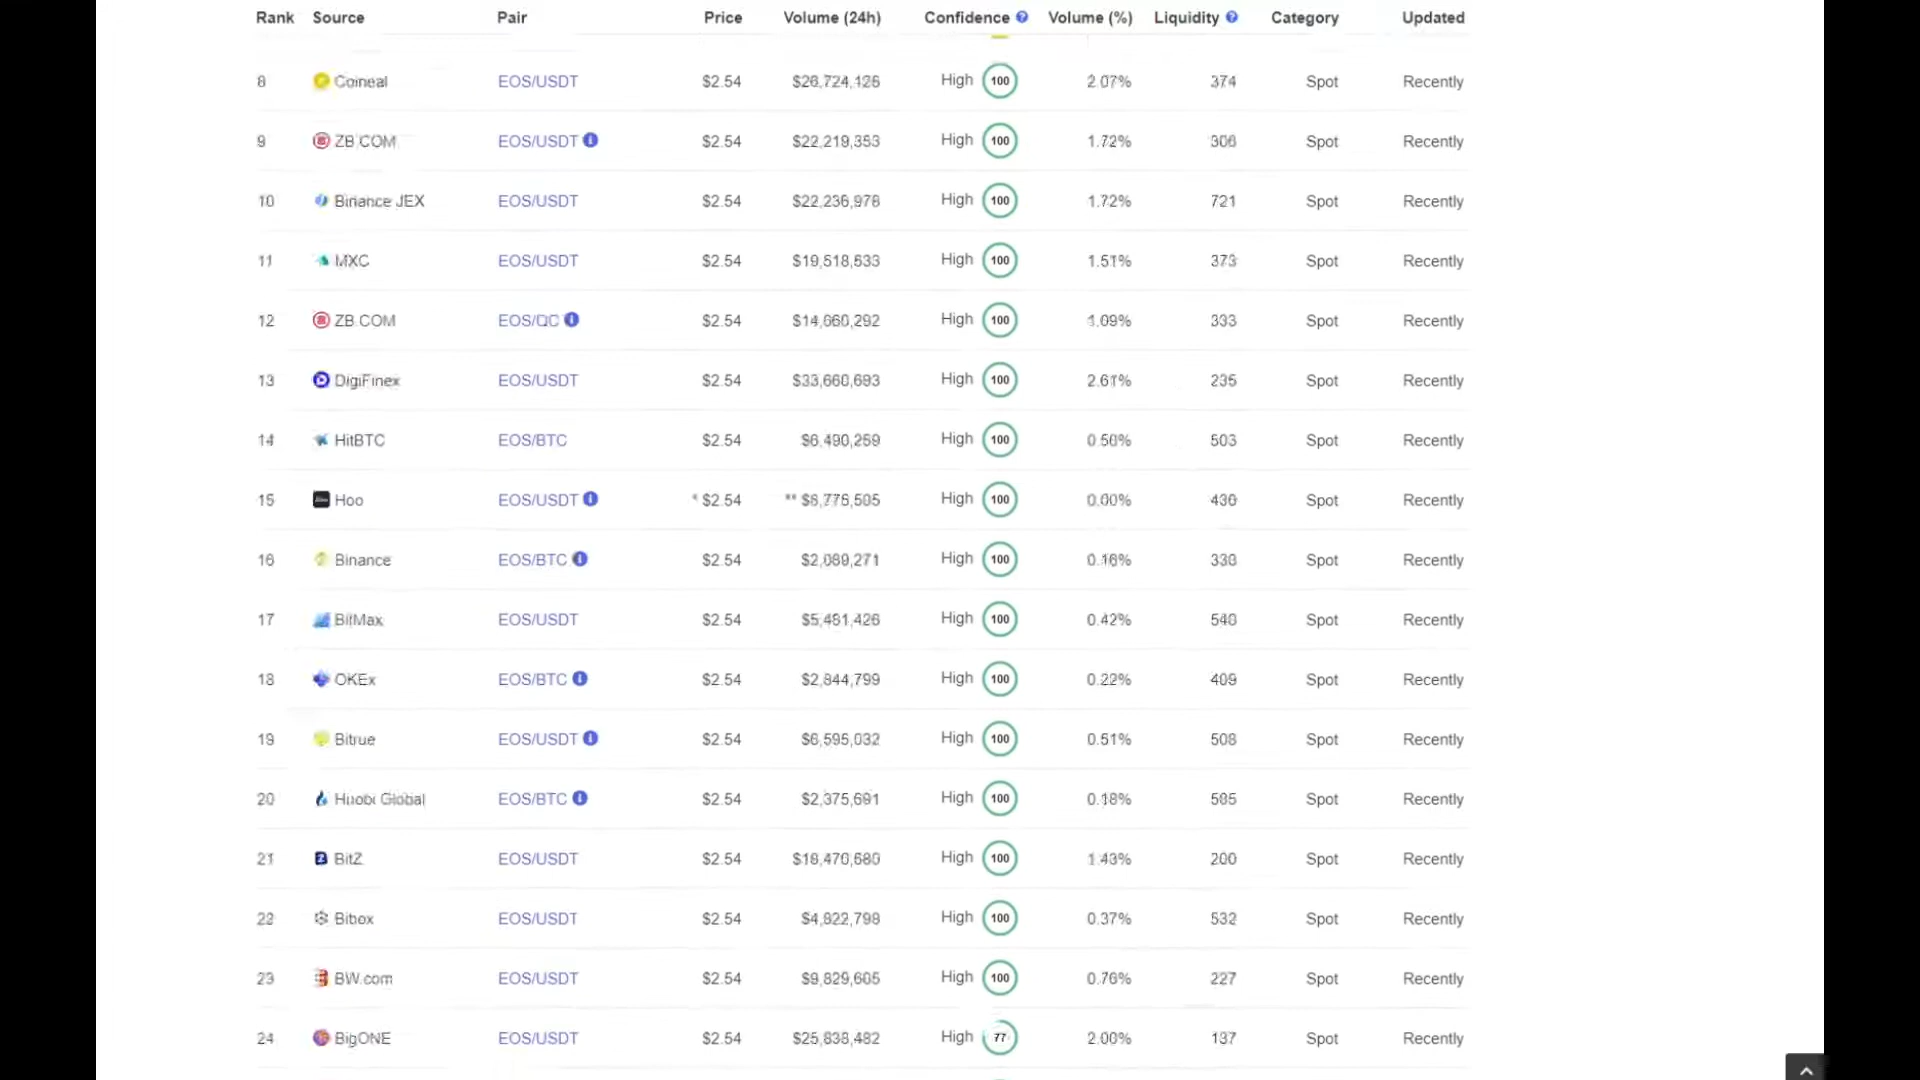 Rank Source Pair Price Volume (24h) Confidence Volume (%) Liquidity Category Updated
8 Coineal EOS/USDT $2.54 $26,724,126 High 100 2.07% 374 Spot Recently
9 ZB.COM EOS/USDT $2.54 $22,219,353 High 100 1.72% 306 Spot Recently
10 Binance JEX EOS/USDT $2.54 $22,236,978 High 100 1.72% 721 Spot Recently
11 MXC EOS/USDT $2.54 $19,518,533 High 100 1.51% 373 Spot Recently
12 ZB.COM EOS/QC $2.54 $14,060,292 High 100 1.09% 333 Spot Recently
13 DigiFinex EOS/USDT $2.54 $33,660,693 High 100 2.61% 235 Spot Recently
14 HitBTC EOS/BTC $2.54 $6,490,259 High 100 0.50% 503 Spot Recently
15 Hoo EOS/USDT * $2.54 ** High 100 0.00% 430 Spot Recently
16 Binance EOS/BTC $2.54 $2,089,271 High 100 0.16% Spot Recently
17 BitMax EOS/USDT $2.54 High 100 0.42% 540 Spot Recently
18 OKEx EOS/BTC $2.54 $2,844,799 High 100 0.22% 409 Spot Recently
19 Bitrue EOS/USDT $2.54 $6,595,032 High 100 0.51% 508 Spot Recently
20 Huobi Global EOS/BTC $2.54 $2,375,691 High 100 0.18% Spot Recently
21 BitZ EOS/USDT $2.54 High 100 1.43% 200 Spot Recently
22 Bibox EOS/USDT $2.54 $4,822,798 High 100 0.37% 532 Spot Recently
23 BW.com EOS/USDT $2.54 $9,829,605 High 100 0.76% 227 Spot Recently
24 BigONE EOS/USDT $2.54 $25,838,482 High 77 2.00% 137 Spot Recently